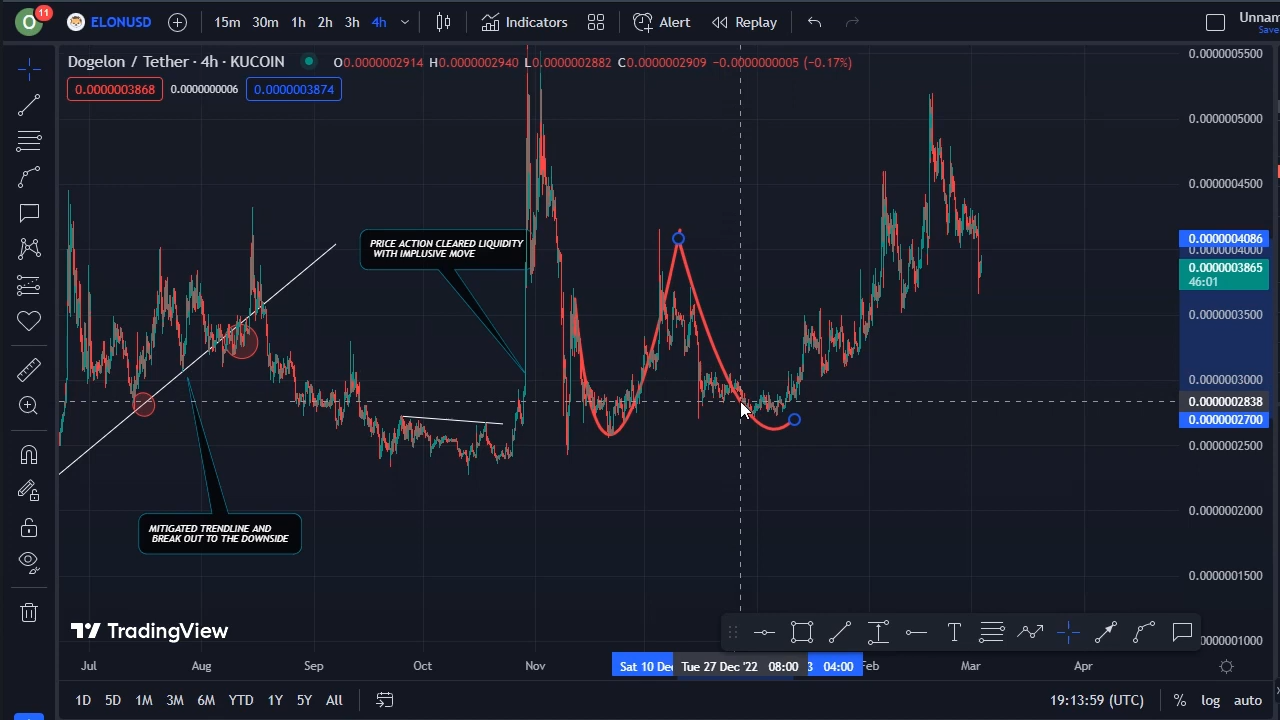 O 11 ELONUSD 15m 30m 1h 2h 3h 4h Indicators Alert Replay Unnam
Save
Dogelon / Tether · 4h · KUCOIN O0.0000002914 H0.0000002940 L0.0000002882 C0.0000002909 −0.0000000005 (−0.17%)
0.0000003868 0.0000000006 0.0000003874
0.0000005500
0.0000005000
0.0000004500
PRICE ACTION CLEARED LIQUIDITY
WITH IMPLUSIVE MOVE
0.0000004086
0.0000004000
0.0000003865
46:01
0.0000003500
0.0000003000
0.0000002838
0.0000002700
0.0000002500
0.0000002000
MITIGATED TRENDLINE AND
BREAK OUT TO THE DOWNSIDE
0.0000001500
TradingView
T
0000001000
Jul Aug Sep Oct Nov Sat 10 Dec Tue 27 Dec '22 08:00 3 04:00 Feb Mar Apr
1D 5D 1M 3M 6M YTD 1Y 5Y All 19:13:59 (UTC) % log auto